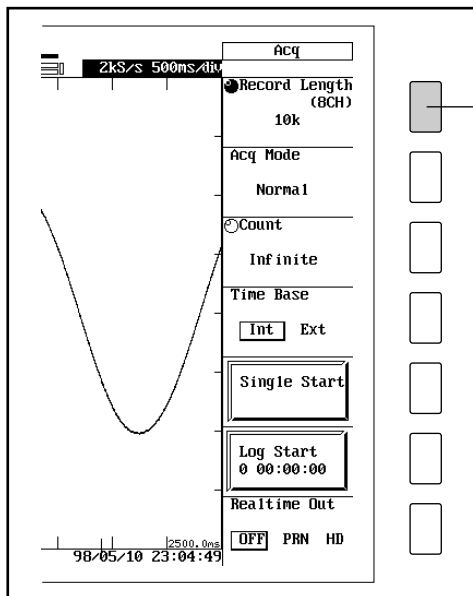 Acq
2kS/s 500ms/div
Record Length
(8CH)
10k
Acq Mode
Normal
Count
Infinite
Time Base
Int Ext
Single Start
Log Start
0 00:00:00
Realtime Out
OFF PRN HD
2500.0ms
98/05/10 23:04:49